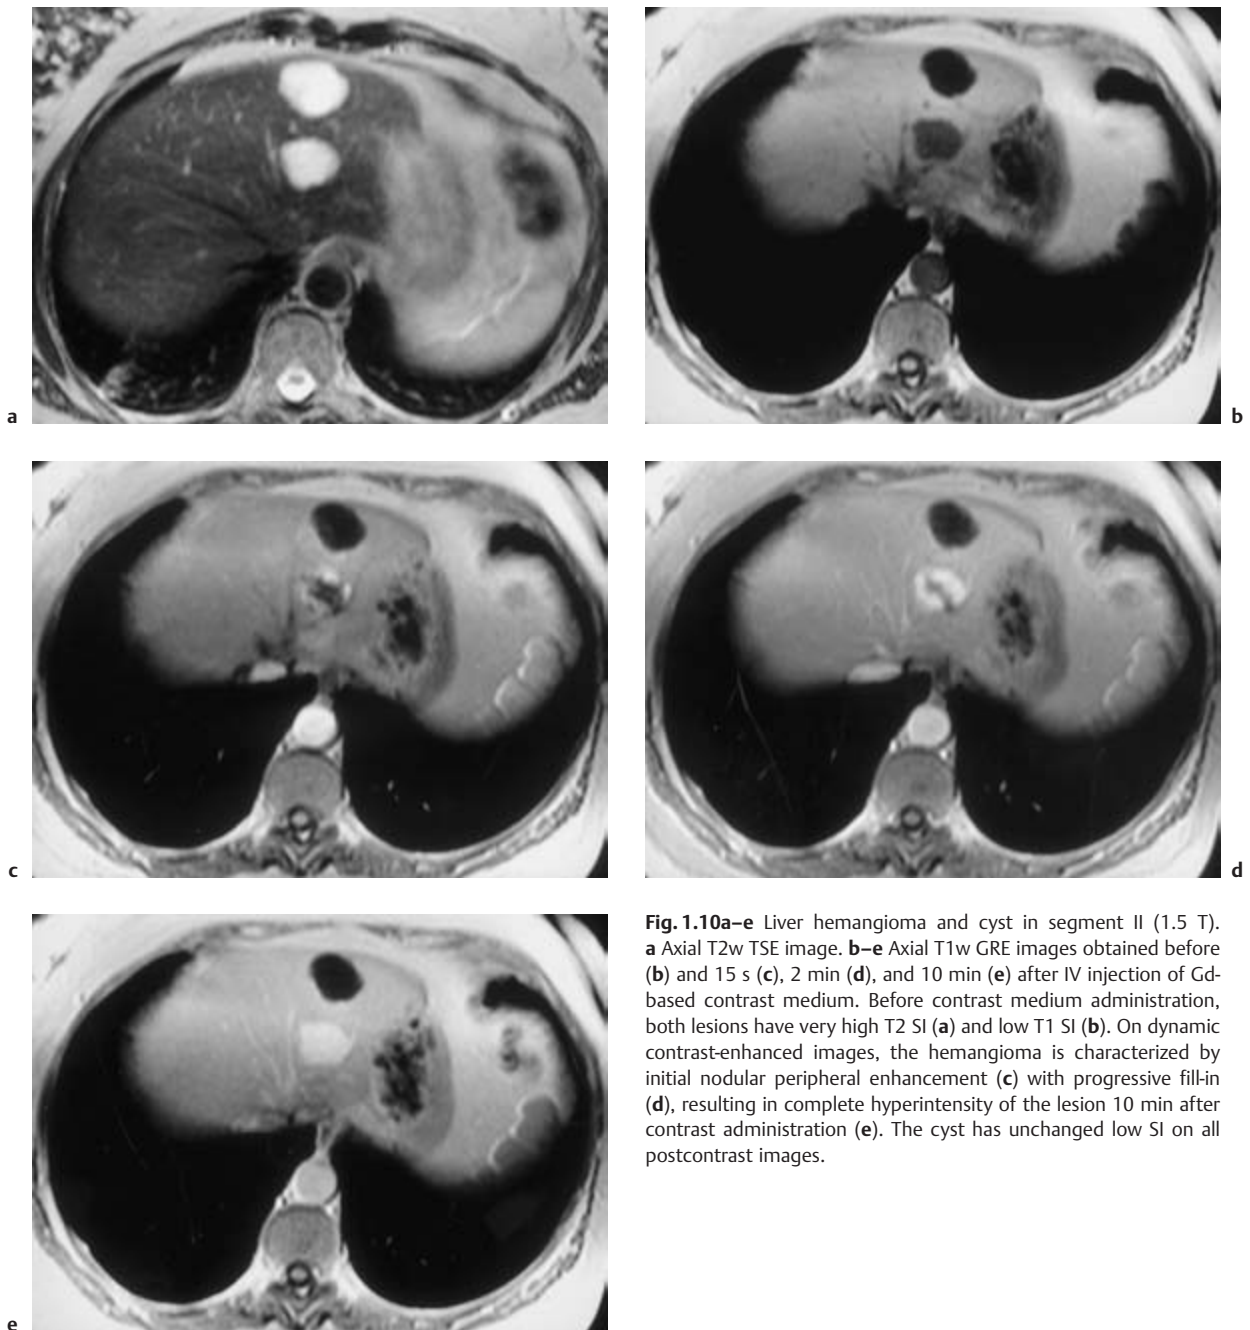 a
b
c
d
e
Fig. 1.10a–e Liver hemangioma and cyst in segment II (1.5 T).
a Axial T2w TSE image. b–e Axial T1w GRE images obtained before
(b) and 15 s (c), 2 min (d), and 10 min (e) after IV injection of Gd-
based contrast medium. Before contrast medium administration,
both lesions have very high T2 SI (a) and low T1 SI (b). On dynamic
contrast-enhanced images, the hemangioma is characterized by
initial nodular peripheral enhancement (c) with progressive fill-in
(d), resulting in complete hyperintensity of the lesion 10 min after
contrast administration (e). The cyst has unchanged low SI on all
postcontrast images.